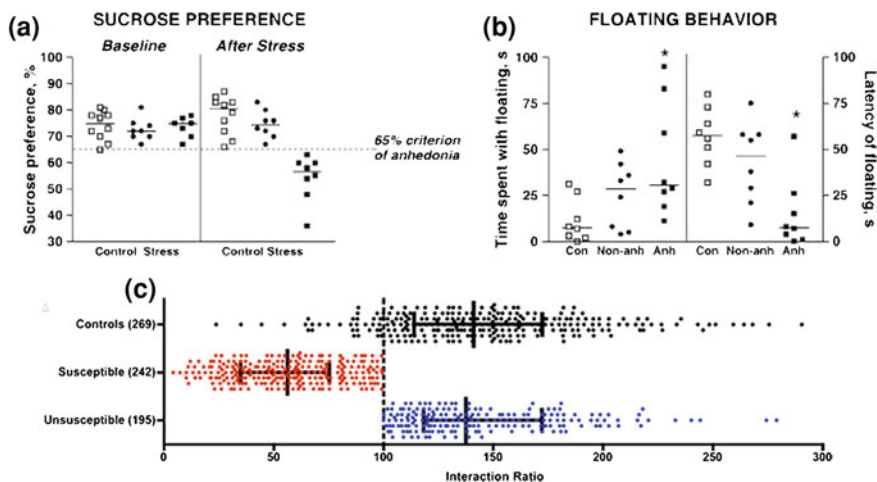 (a)
SUCROSE PREFERENCE
Baseline
After Stress
Sucrose preference, %
100
90
80
70
60
50
40
30
65% criterion
of anhedonia
Control Stress
Control Stress
(b)
FLOATING BEHAVIOR
Time spent with floating, s
100
75
50
25
0
*
*
Con
Non-anh
Anh
Con
Non-anh
Anh
100
75
50
25
0
Latency of floating, s
(c)
Controls (269)
Susceptible (242)
Unsusceptible (195)
0
50
100
150
200
250
300
Interaction Ratio